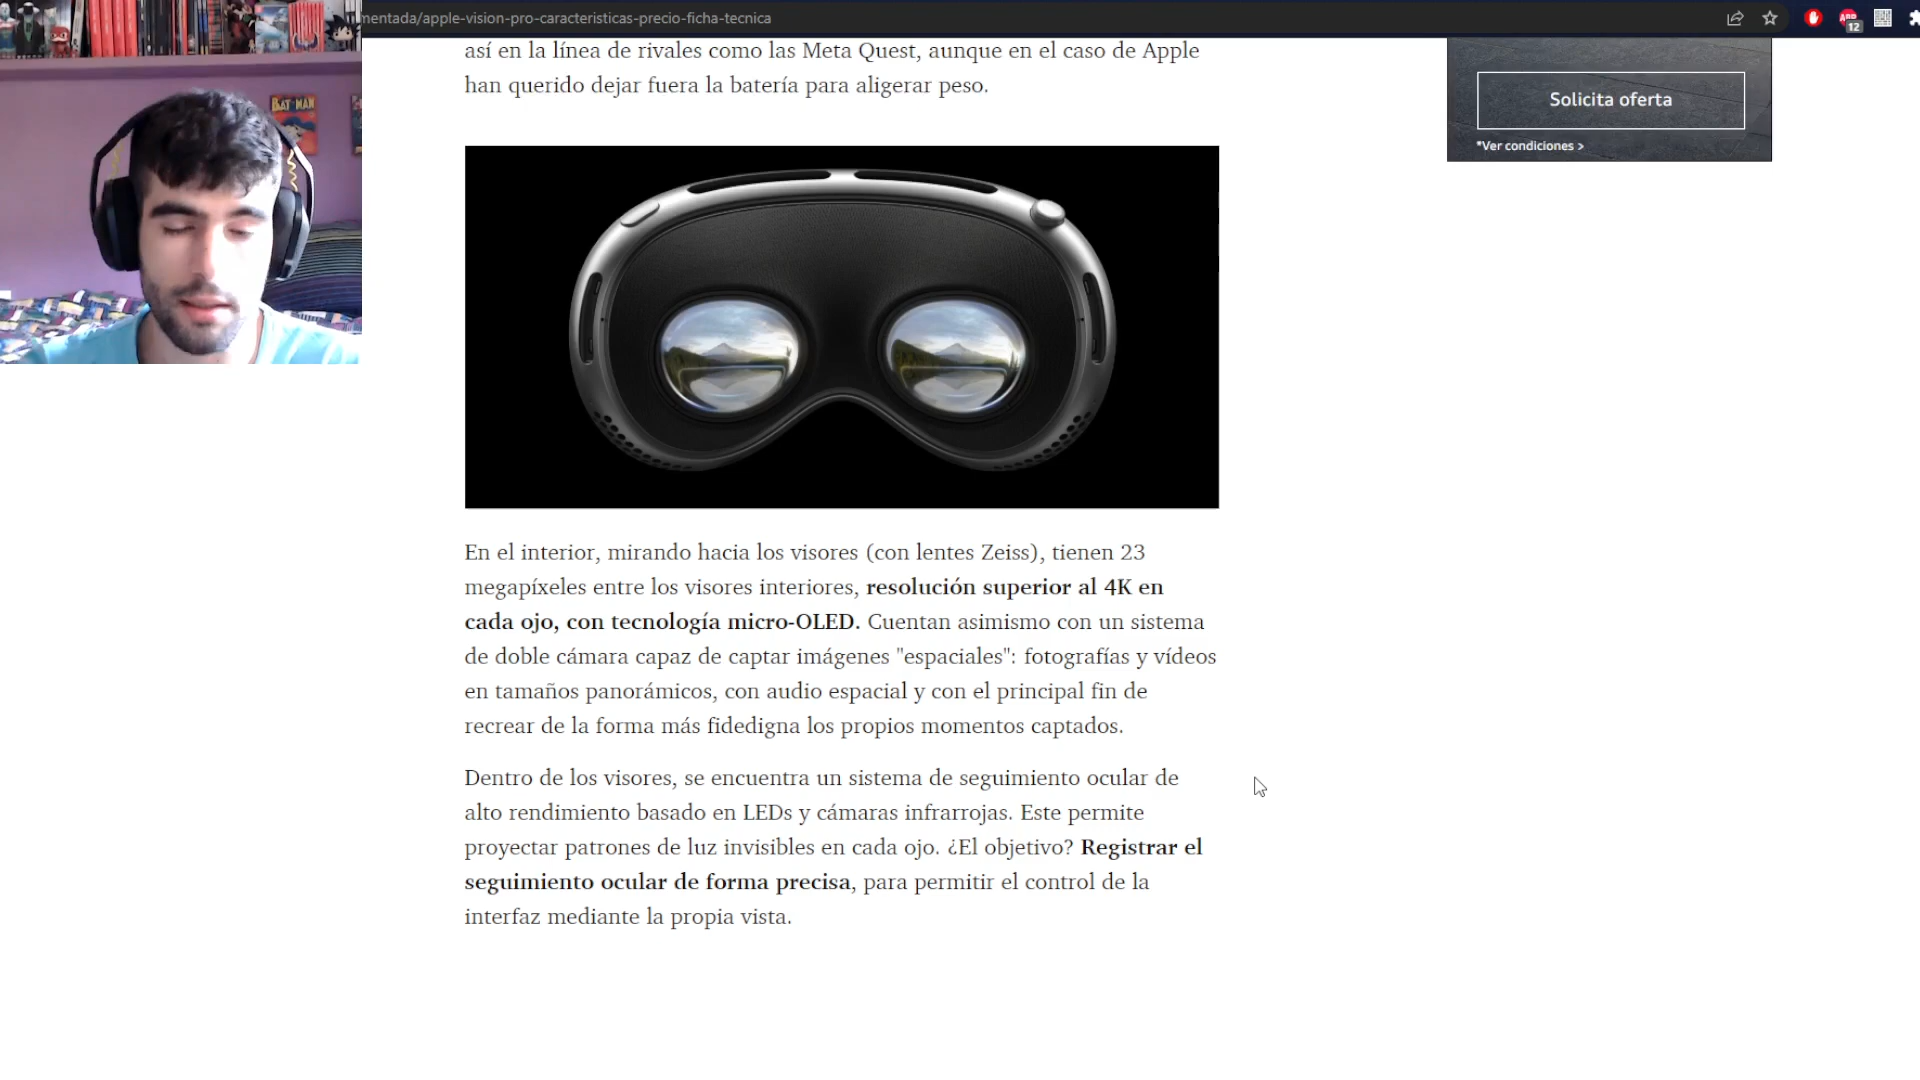 mentada/apple-vision-pro-caracteristicas-precio-ficha-tecnica
12
BAT MAN
así en la línea de rivales como las Meta Quest, aunque en el caso de Apple
han querido dejar fuera la batería para aligerar peso.
Solicita oferta
*Ver condiciones >
En el interior, mirando hacia los visores (con lentes Zeiss), tienen 23
megapíxeles entre los visores interiores, resolución superior al 4K en
cada ojo, con tecnología micro-OLED. Cuentan asimismo con un sistema
de doble cámara capaz de captar imágenes "espaciales": fotografías y vídeos
en tamaños panorámicos, con audio espacial y con el principal fin de
recrear de la forma más fidedigna los propios momentos captados.
Dentro de los visores, se encuentra un sistema de seguimiento ocular de
alto rendimiento basado en LEDs y cámaras infrarrojas. Este permite
proyectar patrones de luz invisibles en cada ojo. ¿El objetivo? Registrar el
seguimiento ocular de forma precisa, para permitir el control de la
interfaz mediante la propia vista.